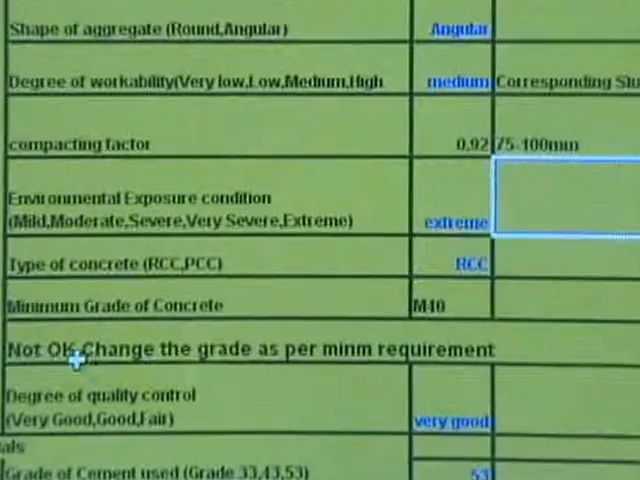 Shape of aggregate (Round,Angular) Angular
Degree of workability(Very low,Low,Medium,High medium Corresponding Slu
compacting factor 0.92 75-100mm
Environmental Exposure condition
(Mild,Moderate,Severe,Very Severe,Extreme) extreme
Type of concrete (RCC,PCC) RCC
Minimum Grade of Concrete M40
Not OK Change the grade as per minm requirement
Degree of quality control
(Very Good,Good,Fair) very good
als
Grade of Cement used (Grade 33,43,53) 53